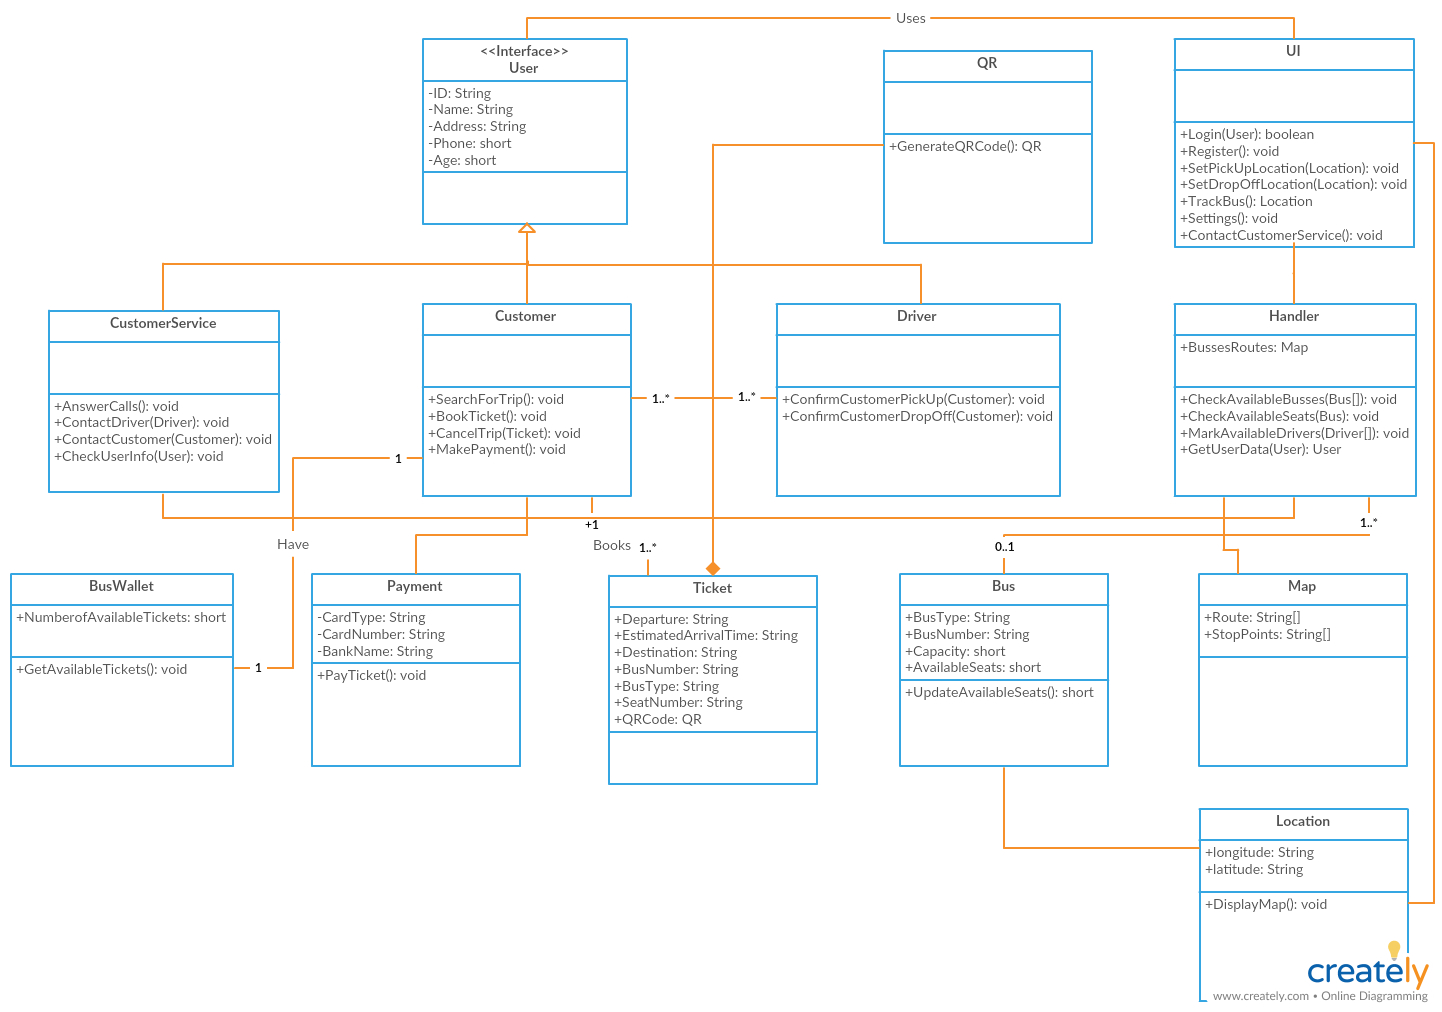 Uses
<<Interface>>
User
-ID: String
-Name: String
-Address: String
-Phone: short
-Age: short
QR
+GenerateQRCode(): QR
UI
+Login(User): boolean
+Register(): void
+SetPickUpLocation(Location): void
+SetDropOffLocation(Location): void
+TrackBus(): Location
+Settings(): void
+ContactCustomerService(): void
CustomerService
+AnswerCalls(): void
+ContactDriver(Driver): void
+ContactCustomer(Customer): void
+CheckUserInfo(User): void
Customer
+SearchForTrip(): void
+BookTicket(): void
+CancelTrip(Ticket): void
+MakePayment(): void
1..*
1..*
Driver
+ConfirmCustomerPickUp(Customer): void
+ConfirmCustomerDropOff(Customer): void
Handler
+BussesRoutes: Map
+CheckAvailableBusses(Bus[]): void
+CheckAvailableSeats(Bus): void
+MarkAvailableDrivers(Driver[]): void
+GetUserData(User): User
1
Have
1
+1
Books
1..*
1..*
0..1
BusWallet
+NumberofAvailableTickets: short
+GetAvailableTickets(): void
Payment
-CardType: String
-CardNumber: String
-BankName: String
+PayTicket(): void
Ticket
+Departure: String
+EstimatedArrivalTime: String
+Destination: String
+BusNumber: String
+BusType: String
+SeatNumber: String
+QRCode: QR
Bus
+BusType: String
+BusNumber: String
+Capacity: short
+AvailableSeats: short
+UpdateAvailableSeats(): short
Map
+Route: String[]
+StopPoints: String[]
Location
+longitude: String
+latitude: String
+DisplayMap(): void
creately
www.creately.com • Online Diagramming